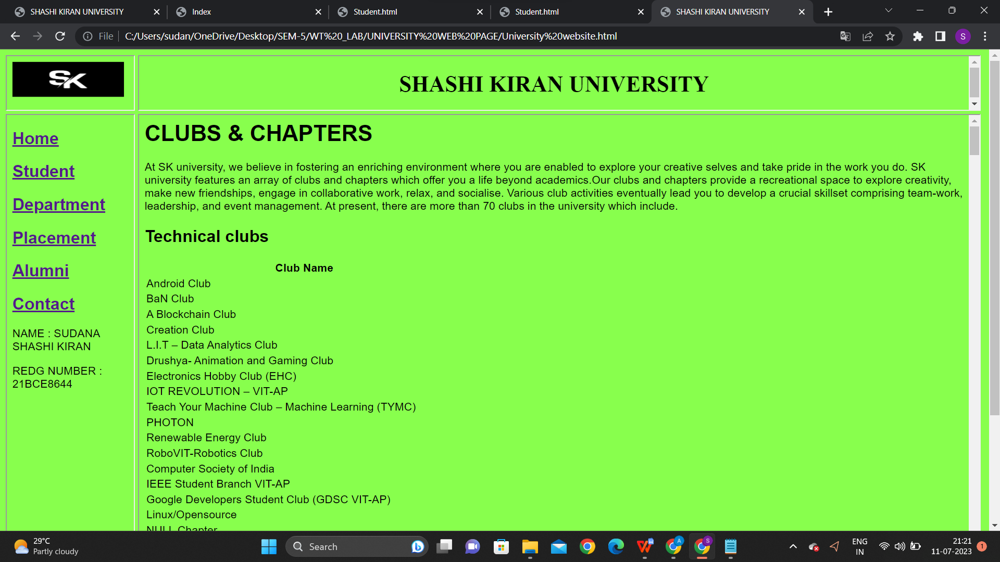 SHASHI KIRAN UNIVERSITY
Index
Student.html
Student.html
SHASHI KIRAN UNIVERSITY
File
C:/Users/sudan/OneDrive/Desktop/SEM-5/WT%20_LAB/UNIVERSITY%20WEB%20PAGE/University%20website.html
S
SK
SHASHI KIRAN UNIVERSITY
Home
Student
Department
Placement
Alumni
Contact
NAME : SUDANA
SHASHI KIRAN
REDG NUMBER :
21BCE8644
CLUBS & CHAPTERS
At SK university, we believe in fostering an enriching environment where you are enabled to explore your creative selves and take pride in the work you do. SK
university features an array of clubs and chapters which offer you a life beyond academics.Our clubs and chapters provide a recreational space to explore creativity,
make new friendships, engage in collaborative work, relax, and socialise. Various club activities eventually lead you to develop a crucial skillset comprising team-work,
leadership, and event management. At present, there are more than 70 clubs in the university which include.
Technical clubs
Club Name
Android Club
BaN Club
A Blockchain Club
Creation Club
L.I.T – Data Analytics Club
Drushya- Animation and Gaming Club
Electronics Hobby Club (EHC)
IOT REVOLUTION – VIT-AP
Teach Your Machine Club – Machine Learning (TYMC)
PHOTON
Renewable Energy Club
RoboVIT-Robotics Club
Computer Society of India
IEEE Student Branch VIT-AP
Google Developers Student Club (GDSC VIT-AP)
Linux/Opensource
NULL Chapter
29°C
Partly cloudy
Search
A
S
ENG
IN
21:21
11-07-2023
1